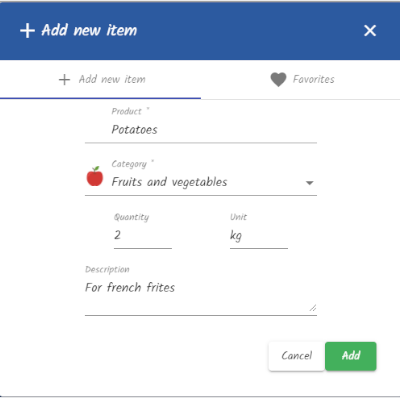 Add new item
Add new item
Favorites
Product *
Potatoes
Category *
Fruits and vegetables
Quantity
Unit
2
kg
Description
For french frites
Cancel
Add